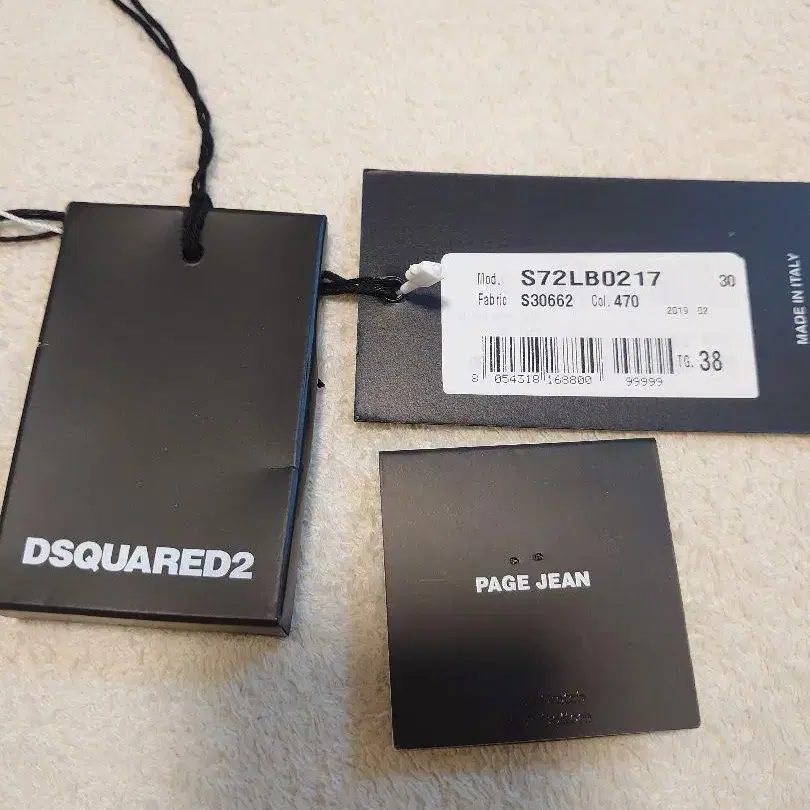 DSQUARED2
Mod. S72LB0217 30
Fabric S30662 Col. 470
2019 02
8 054318 168800 99999
TG. 38
MADE IN ITALY
PAGE JEAN